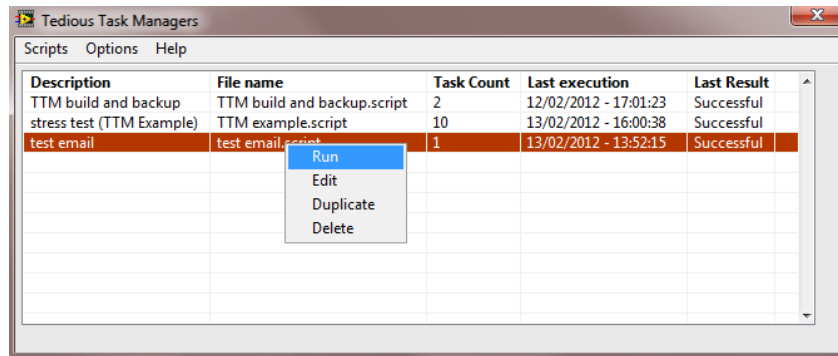 Tedious Task Managers
Scripts Options Help
Description File name Task Count Last execution Last Result
TTM build and backup TTM build and backup.script 2 12/02/2012 - 17:01:23 Successful
stress test (TTM Example) TTM example.script 10 13/02/2012 - 16:00:38 Successful
test email test email.script 1 13/02/2012 - 13:52:15 Successful
Run
Edit
Duplicate
Delete